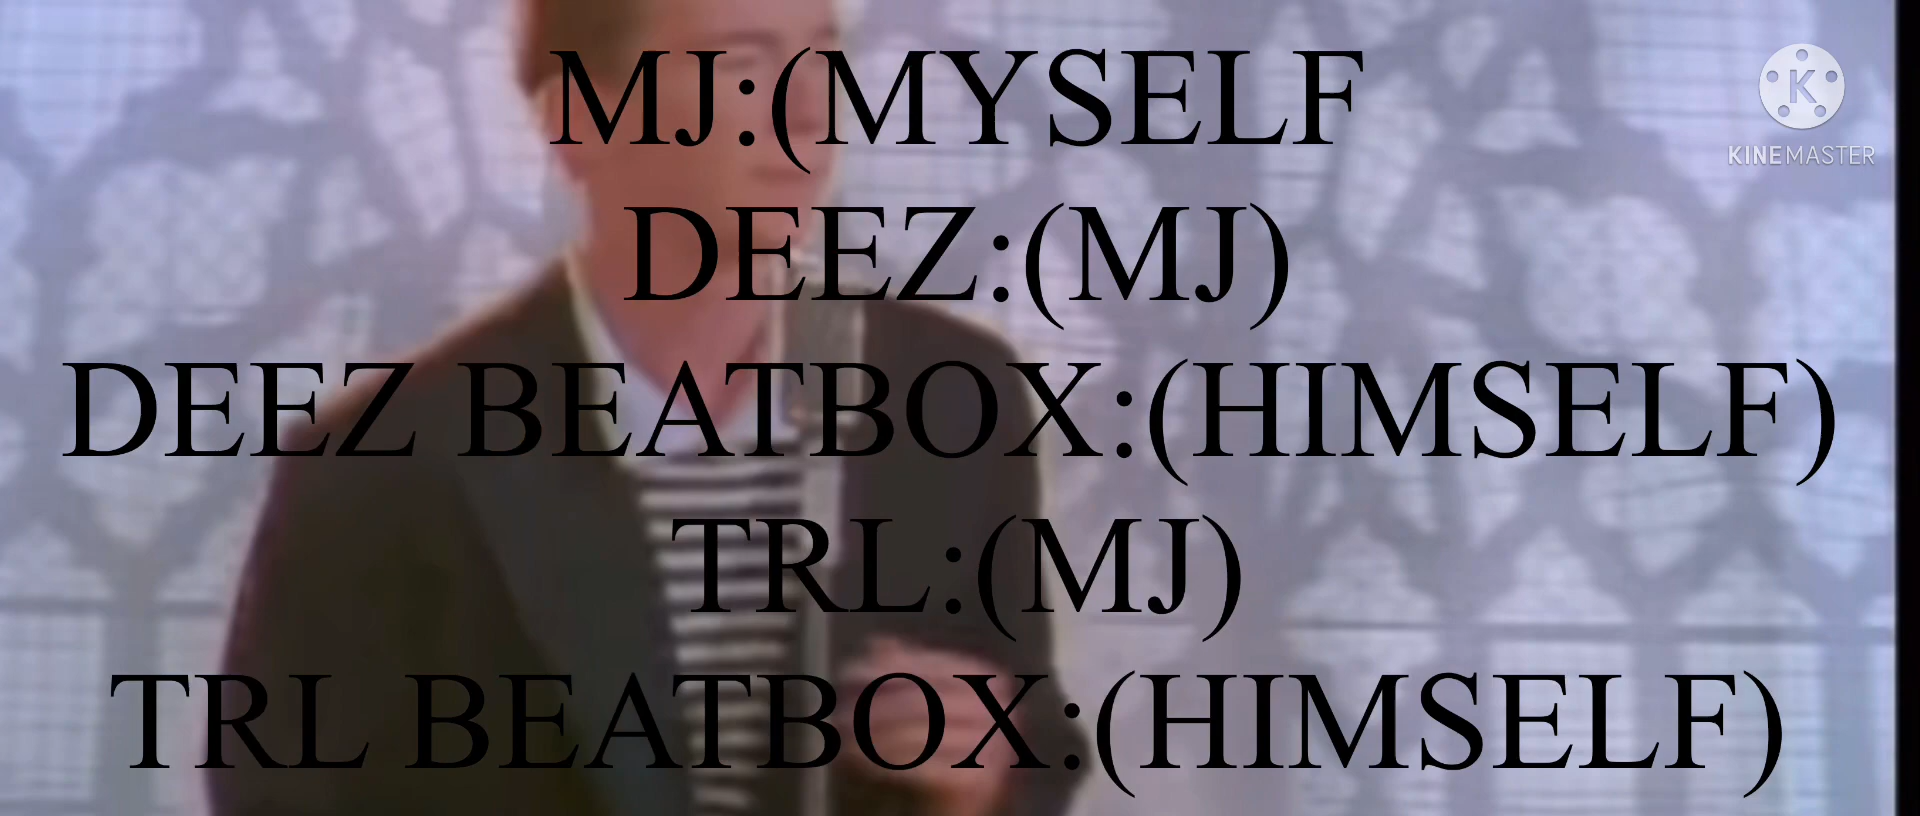 MJ:(MYSELF
DEEZ:(MJ)
DEEZ BEATBOX:(HIMSELF)
TRL:(MJ)
TRL BEATBOX:(HIMSELF)
K
KINEMASTER